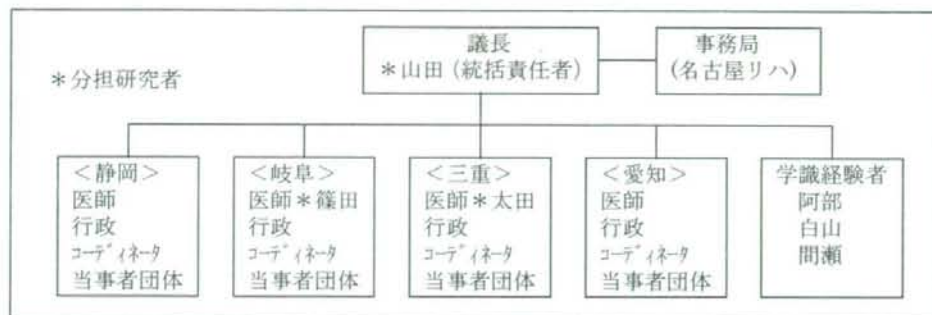 議長
*山田(統括責任者)
事務局
(名古屋リハ)
*分担研究者
<静岡>
医師
行政
コーディネータ
当事者団体
<岐阜>
医師*篠田
行政
コーディネータ
当事者団体
<三重>
医師*太田
行政
コーディネータ
当事者団体
<愛知>
医師
行政
コーディネータ
当事者団体
学識経験者
阿部
白山
間瀬